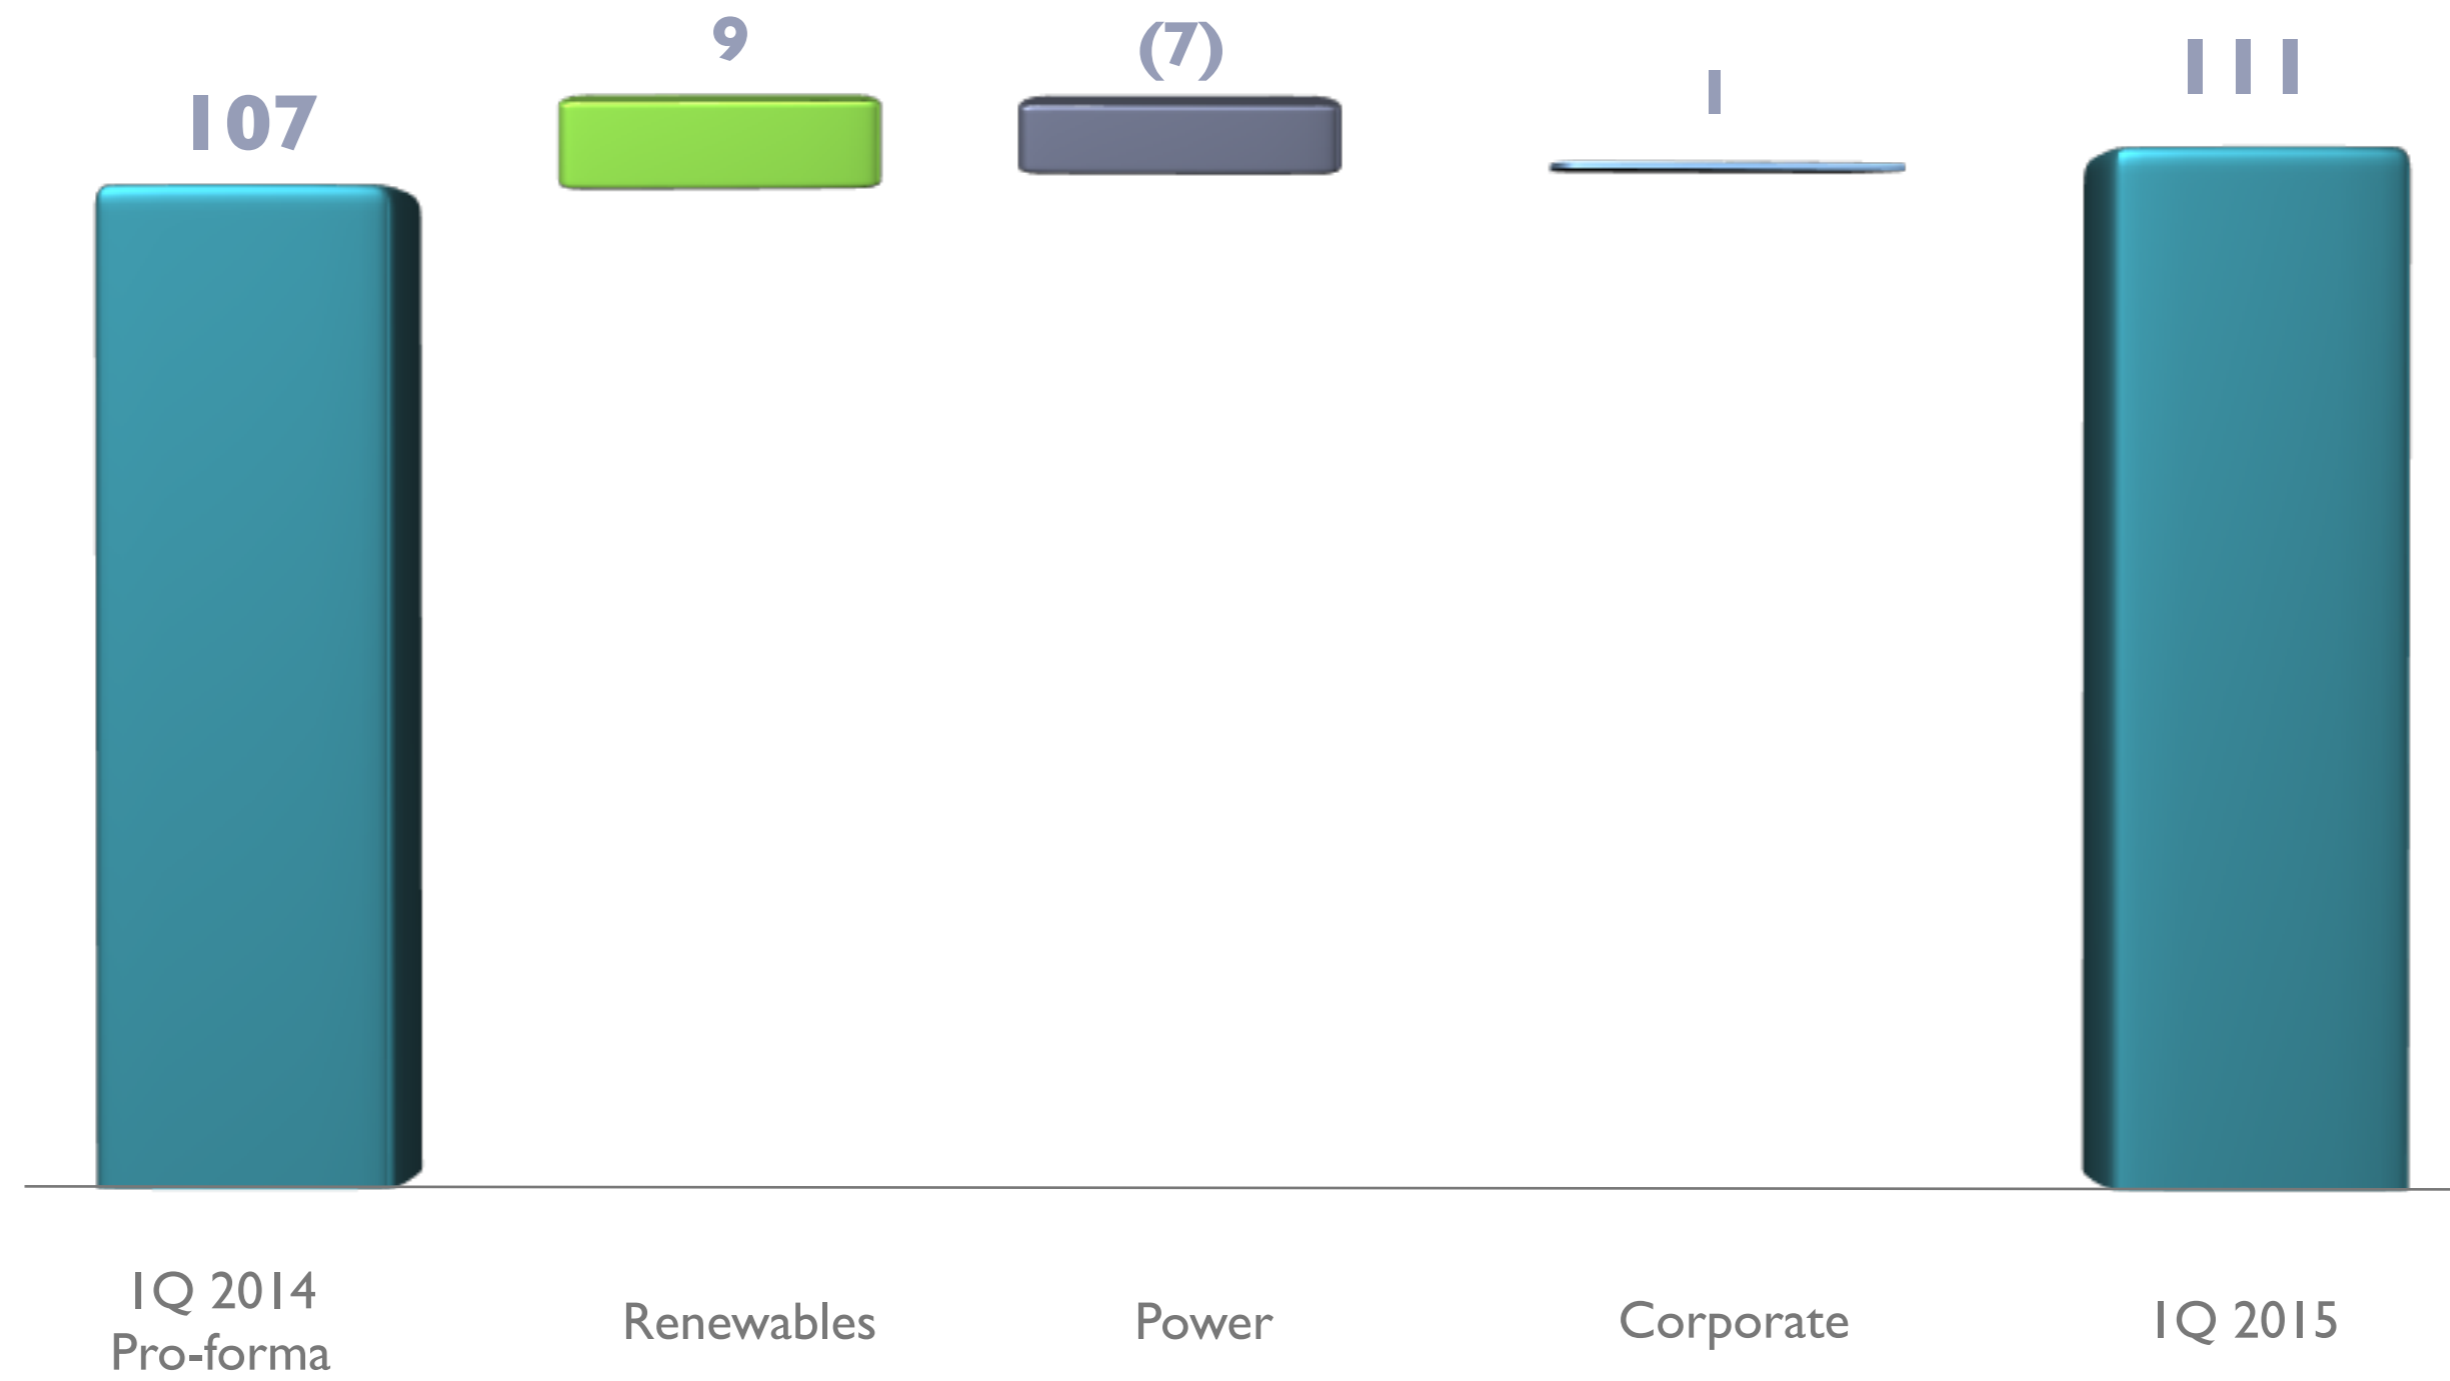 107
9
(7)
1
111
1Q 2014
Pro-forma
Renewables
Power
Corporate
1Q 2015